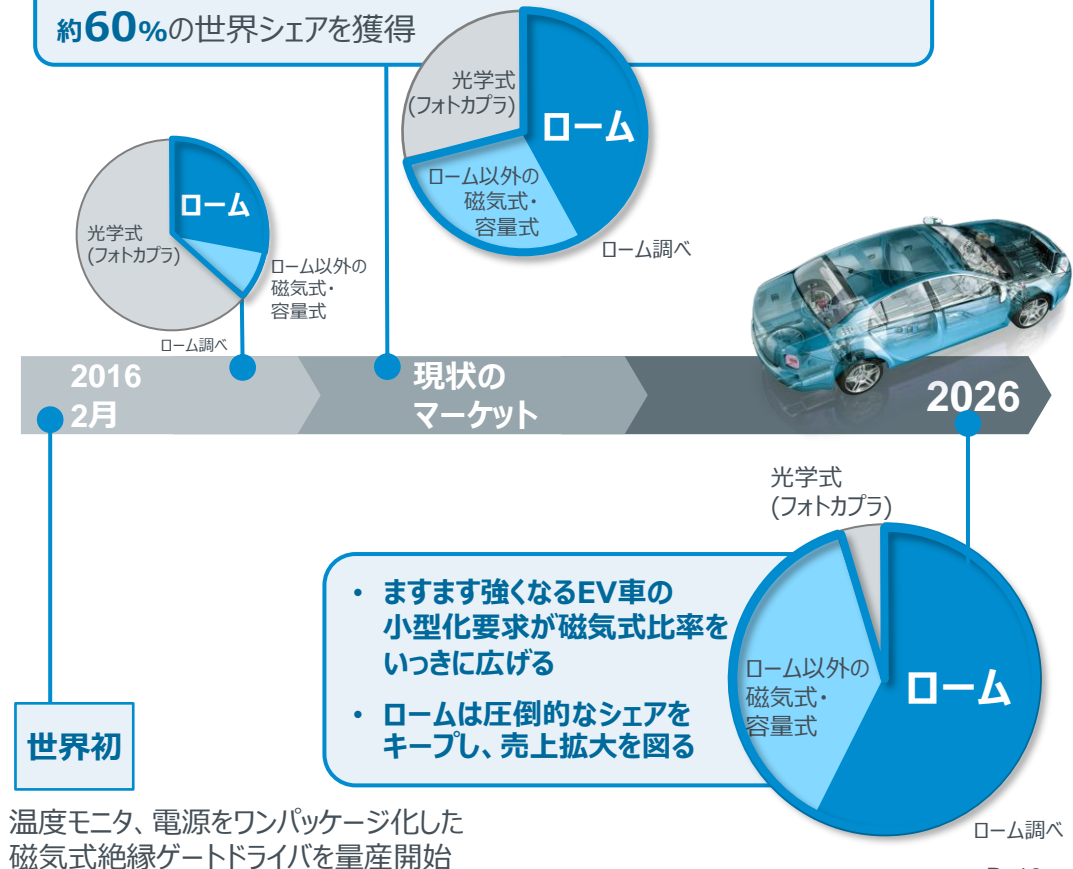 約60%の世界シェアを獲得
光学式
(フォトカプラ)
ローム
ローム以外の
磁気式・
容量式
ローム調べ
光学式
(フォトカプラ)
ローム
ローム以外の
磁気式・
容量式
ローム調べ
2016
2月
現状の
マーケット
2026
光学式
(フォトカプラ)
ローム以外の
磁気式・
容量式
ローム
ローム調べ
・ ますます強くなるEV車の
小型化要求が磁気式比率を
いっきに広げる
・ ロームは圧倒的なシェアを
キープし、売上拡大を図る
世界初
温度モニタ、電源をワンパッケージ化した
磁気式絶縁ゲートドライバを量産開始